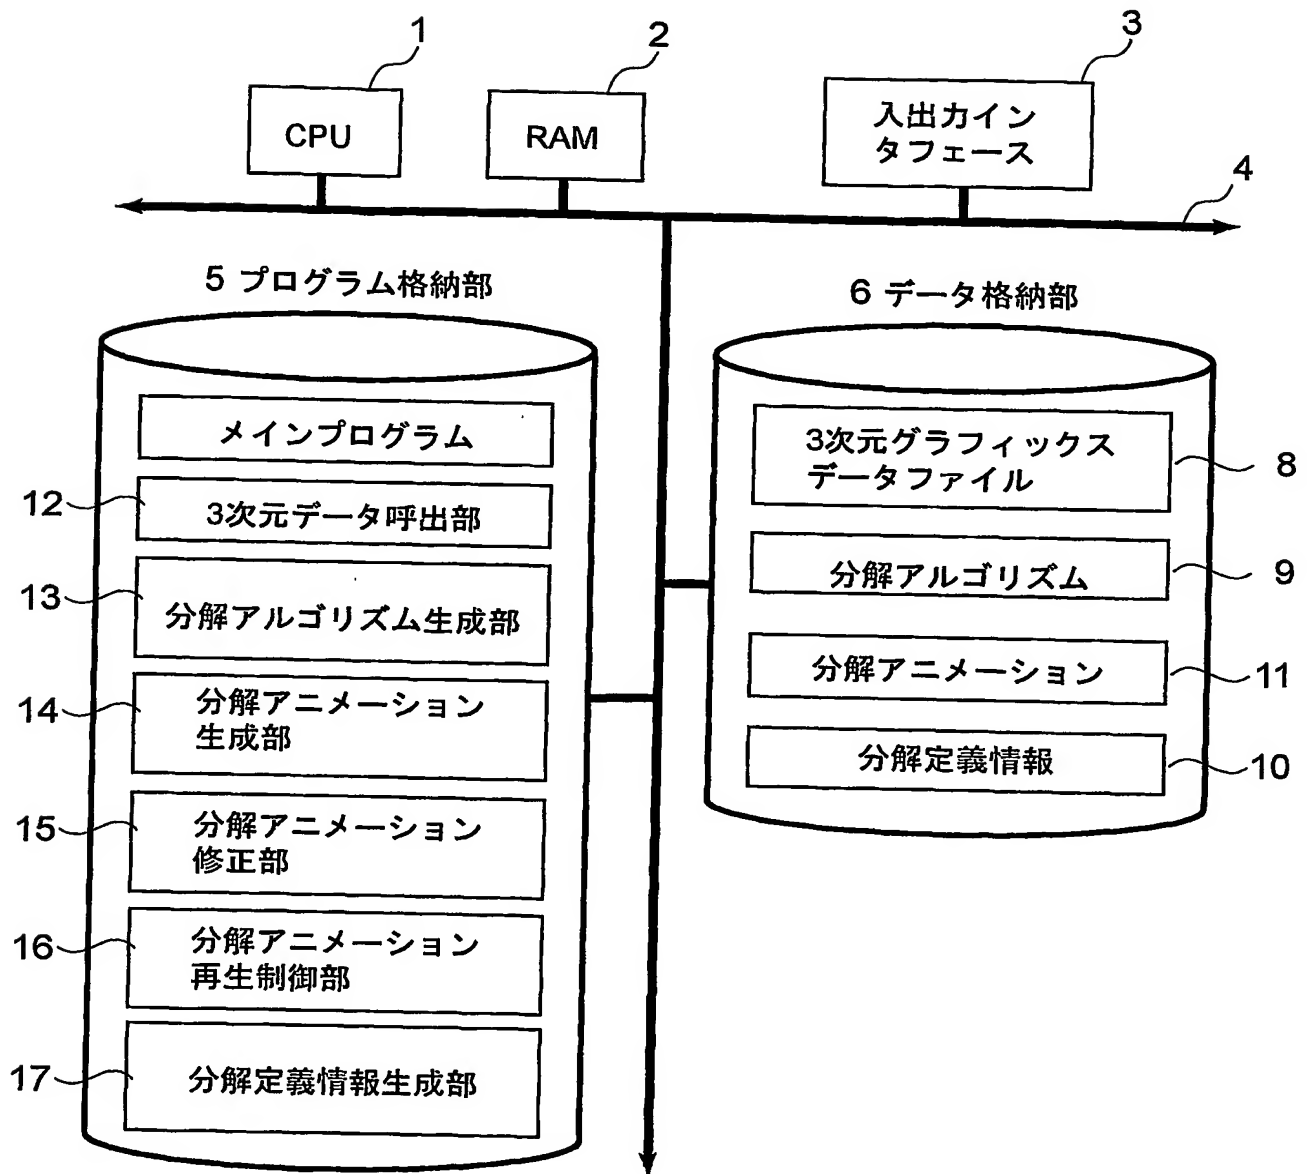 1
2
3
CPU
RAM
入出力イン
タフェース
4
5 プログラム格納部
6 データ格納部
メインプログラム
12
3次元データ呼出部
13
分解アルゴリズム生成部
14
分解アニメーション
生成部
15
分解アニメーション
修正部
16
分解アニメーション
再生制御部
17
分解定義情報生成部
3次元グラフィックス
データファイル
8
分解アルゴリズム
9
分解アニメーション
11
分解定義情報
10